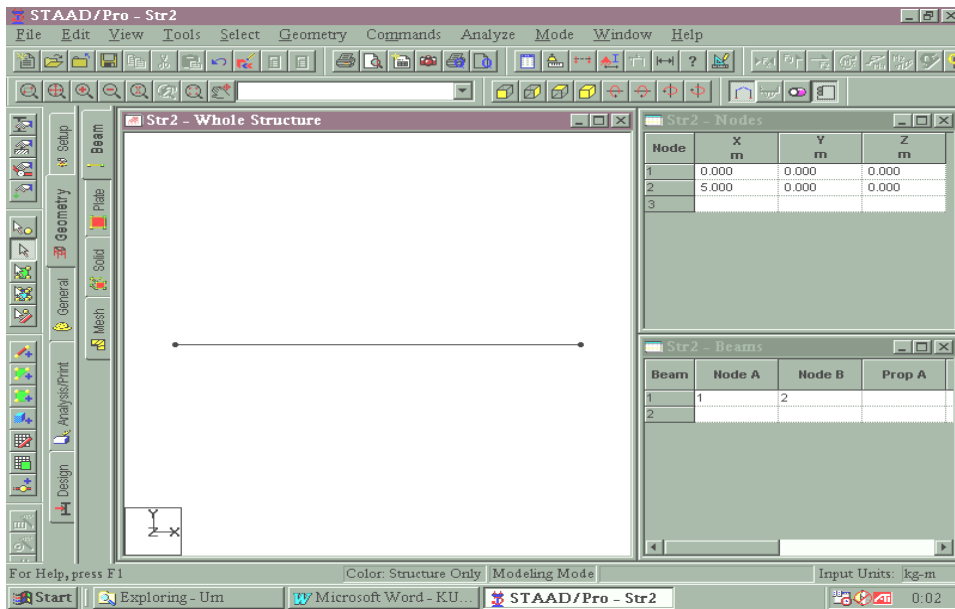 STAAD/Pro - Str2
File Edit View Tools Select Geometry Commands Analyze Mode Window Help
Setup
Geometry
General
Analysis/Print
Design
Beam
Plate
Solid
Mesh
Str2 - Whole Structure
Y
Z X
Str2 - Nodes
Node X m Y m Z m
1 0.000 0.000 0.000
2 5.000 0.000 0.000
3
Str2 - Beams
Beam Node A Node B Prop A
1 1 2
2
For Help, press F1 Color: Structure Only Modeling Mode Input Units: kg-m
Start Exploring - Um Microsoft Word - KU... STAAD/Pro - Str2 0:02